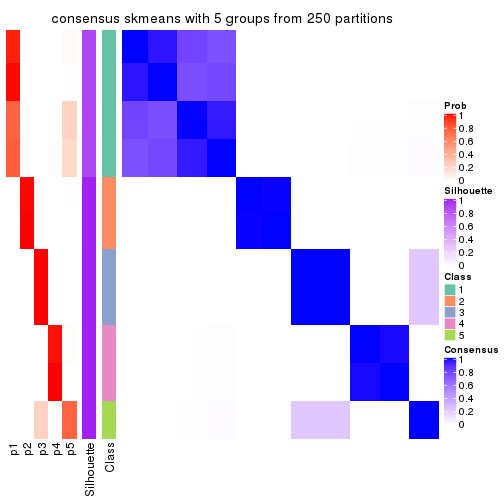 consensus skmeans with 5 groups from 250 partitions
Prob
1
0.8
0.6
0.4
0.2
0
Silhouette
1
0.8
0.6
0.4
0.2
0
Class
1
2
3
4
5
Consensus
1
0.8
0.6
0.4
0.2
0
p1
p2
p3
p4
p5
Silhouette
Class